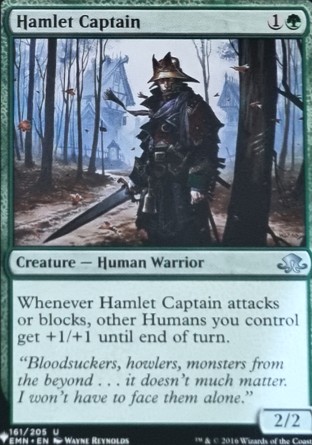 Hamlet Captain 1
Creature — Human Warrior
Whenever Hamlet Captain attacks
or blocks, other Humans you control
get +1/+1 until end of turn.
“Bloodsuckers, howlers, monsters from
the beyond . . . it doesn’t much matter.
I won’t have to face them alone.”
2/2
161/205 U
EMN • EN Wayne Reynolds
™ & © 2016 Wizards of the Coast